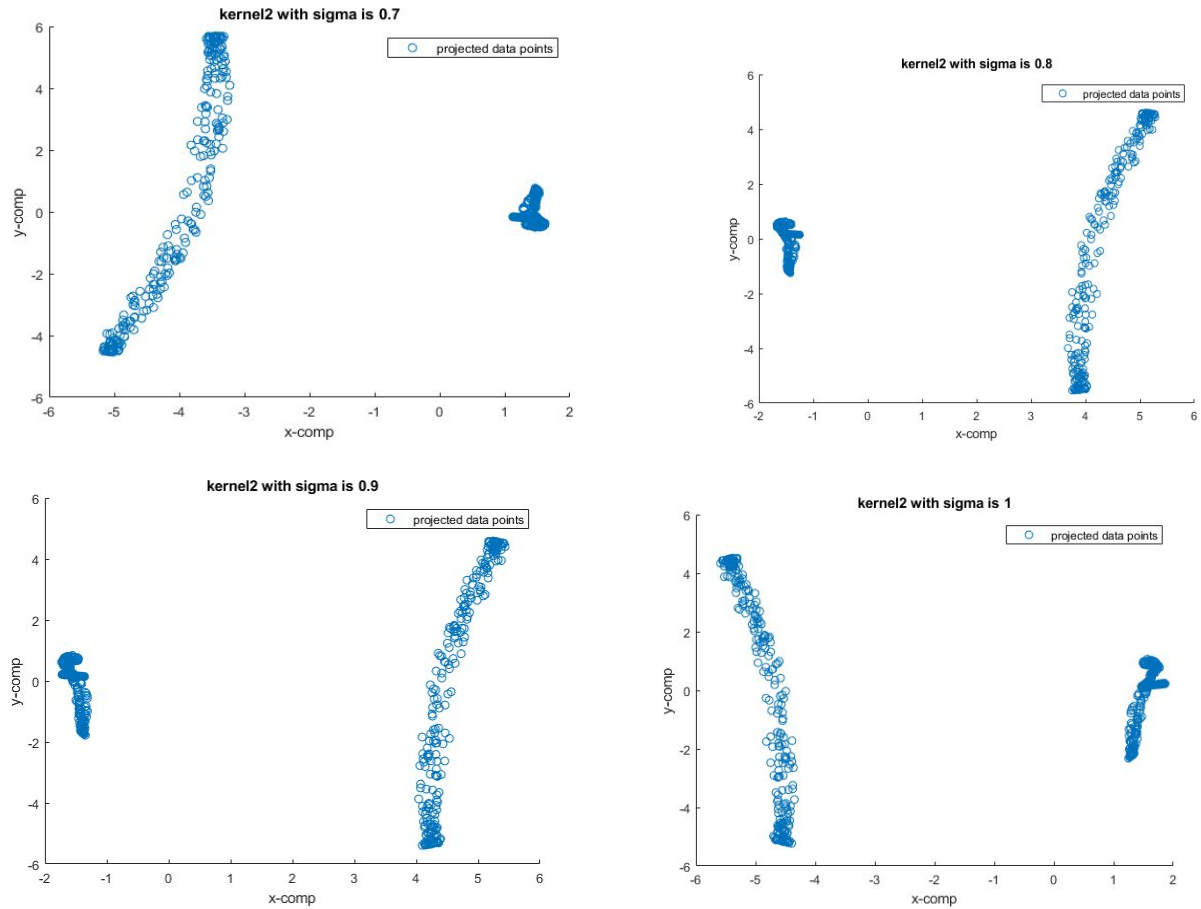 kernel2 with sigma is 0.7
projected data points
6
4
2
0
-2
-4
-6
y-comp
-6 -5 -4 -3 -2 -1 0 1 2
x-comp
kernel2 with sigma is 0.8
projected data points
6
4
2
0
-2
-4
-6
y-comp
-2 -1 0 1 2 3 4 5 6
x-comp
kernel2 with sigma is 0.9
projected data points
6
4
2
0
-2
-4
-6
y-comp
-2 -1 0 1 2 3 4 5 6
x-comp
kernel2 with sigma is 1
projected data points
6
4
2
0
-2
-4
-6
y-comp
-6 -5 -4 -3 -2 -1 0 1 2
x-comp